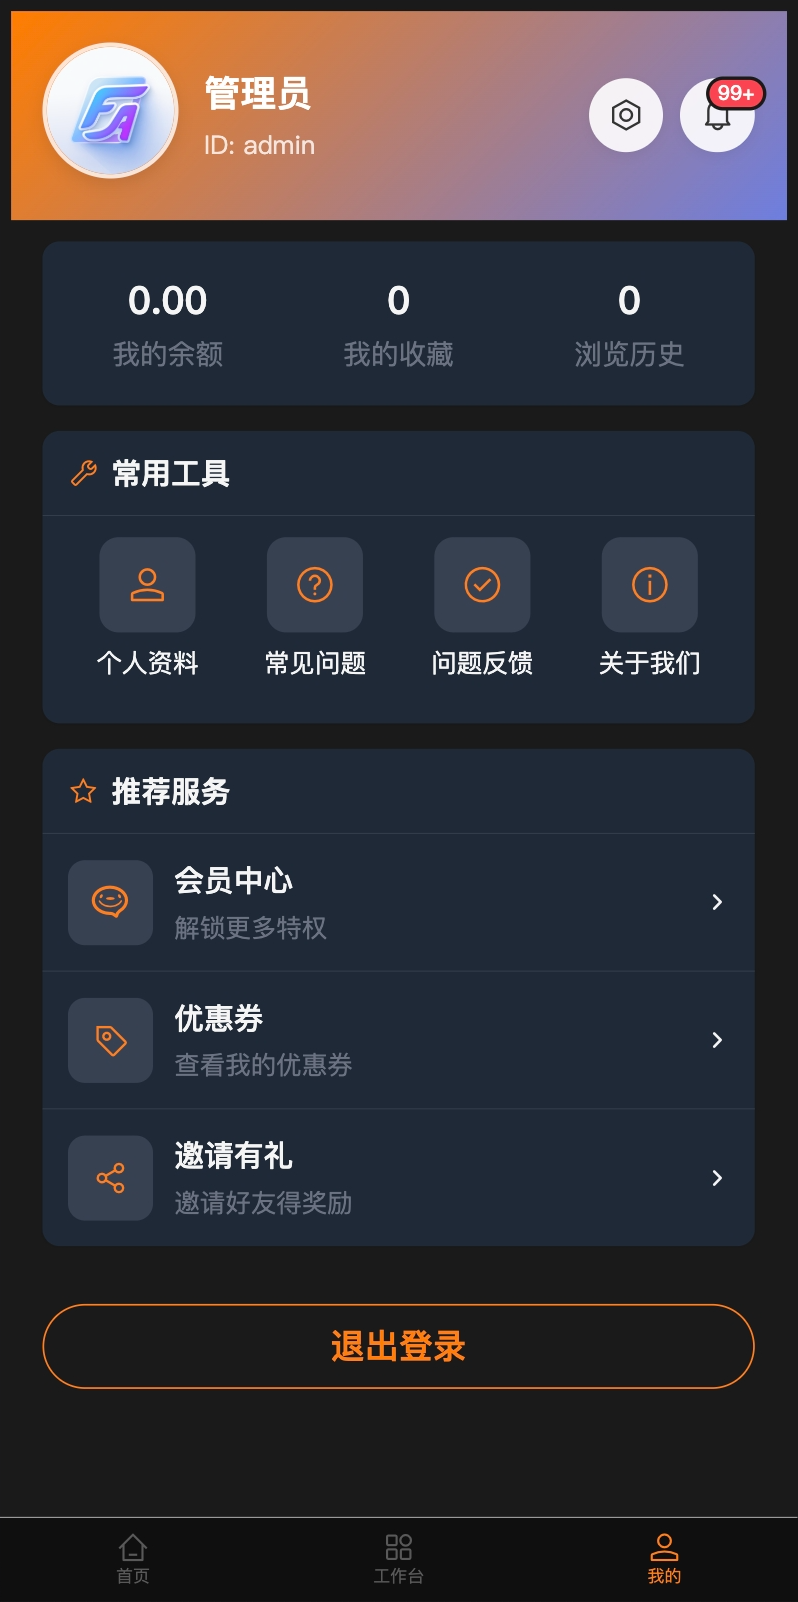 管理员
ID: admin
99+
FA
0.00
0
0
我的余额
我的收藏
浏览历史
常用工具
个人资料
常见问题
问题反馈
关于我们
推荐服务
会员中心
解锁更多特权
优惠券
查看我的优惠券
邀请有礼
邀请好友得奖励
退出登录
首页
工作台
我的